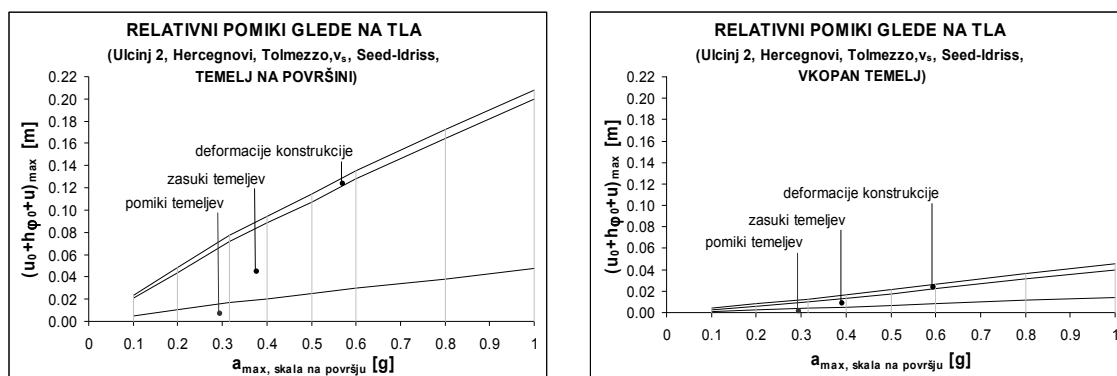 RELATIVNI POMIKI GLEDE NA TLA
(Ulcinj 2, Hercegnovi, Tolmezzo,vs, Seed-Idriss,
TEMELJ NA POVRŠINI)
(u0+hφ0+u)max [m]
0.22
0.20
0.18
0.16
0.14
0.12
0.10
0.08
0.06
0.04
0.02
0.00
deformacije konstrukcije
zasuki temeljev
pomiki temeljev
0 0.1 0.2 0.3 0.4 0.5 0.6 0.7 0.8 0.9 1
amax, skala na površju [g]
RELATIVNI POMIKI GLEDE NA TLA
(Ulcinj 2, Hercegnovi, Tolmezzo,vs, Seed-Idriss,
VKOPAN TEMELJ)
(u0+hφ0+u)max [m]
0.22
0.20
0.18
0.16
0.14
0.12
0.10
0.08
0.06
0.04
0.02
0.00
deformacije konstrukcije
zasuki temeljev
pomiki temeljev
0 0.1 0.2 0.3 0.4 0.5 0.6 0.7 0.8 0.9 1
amax, skala na površju [g]